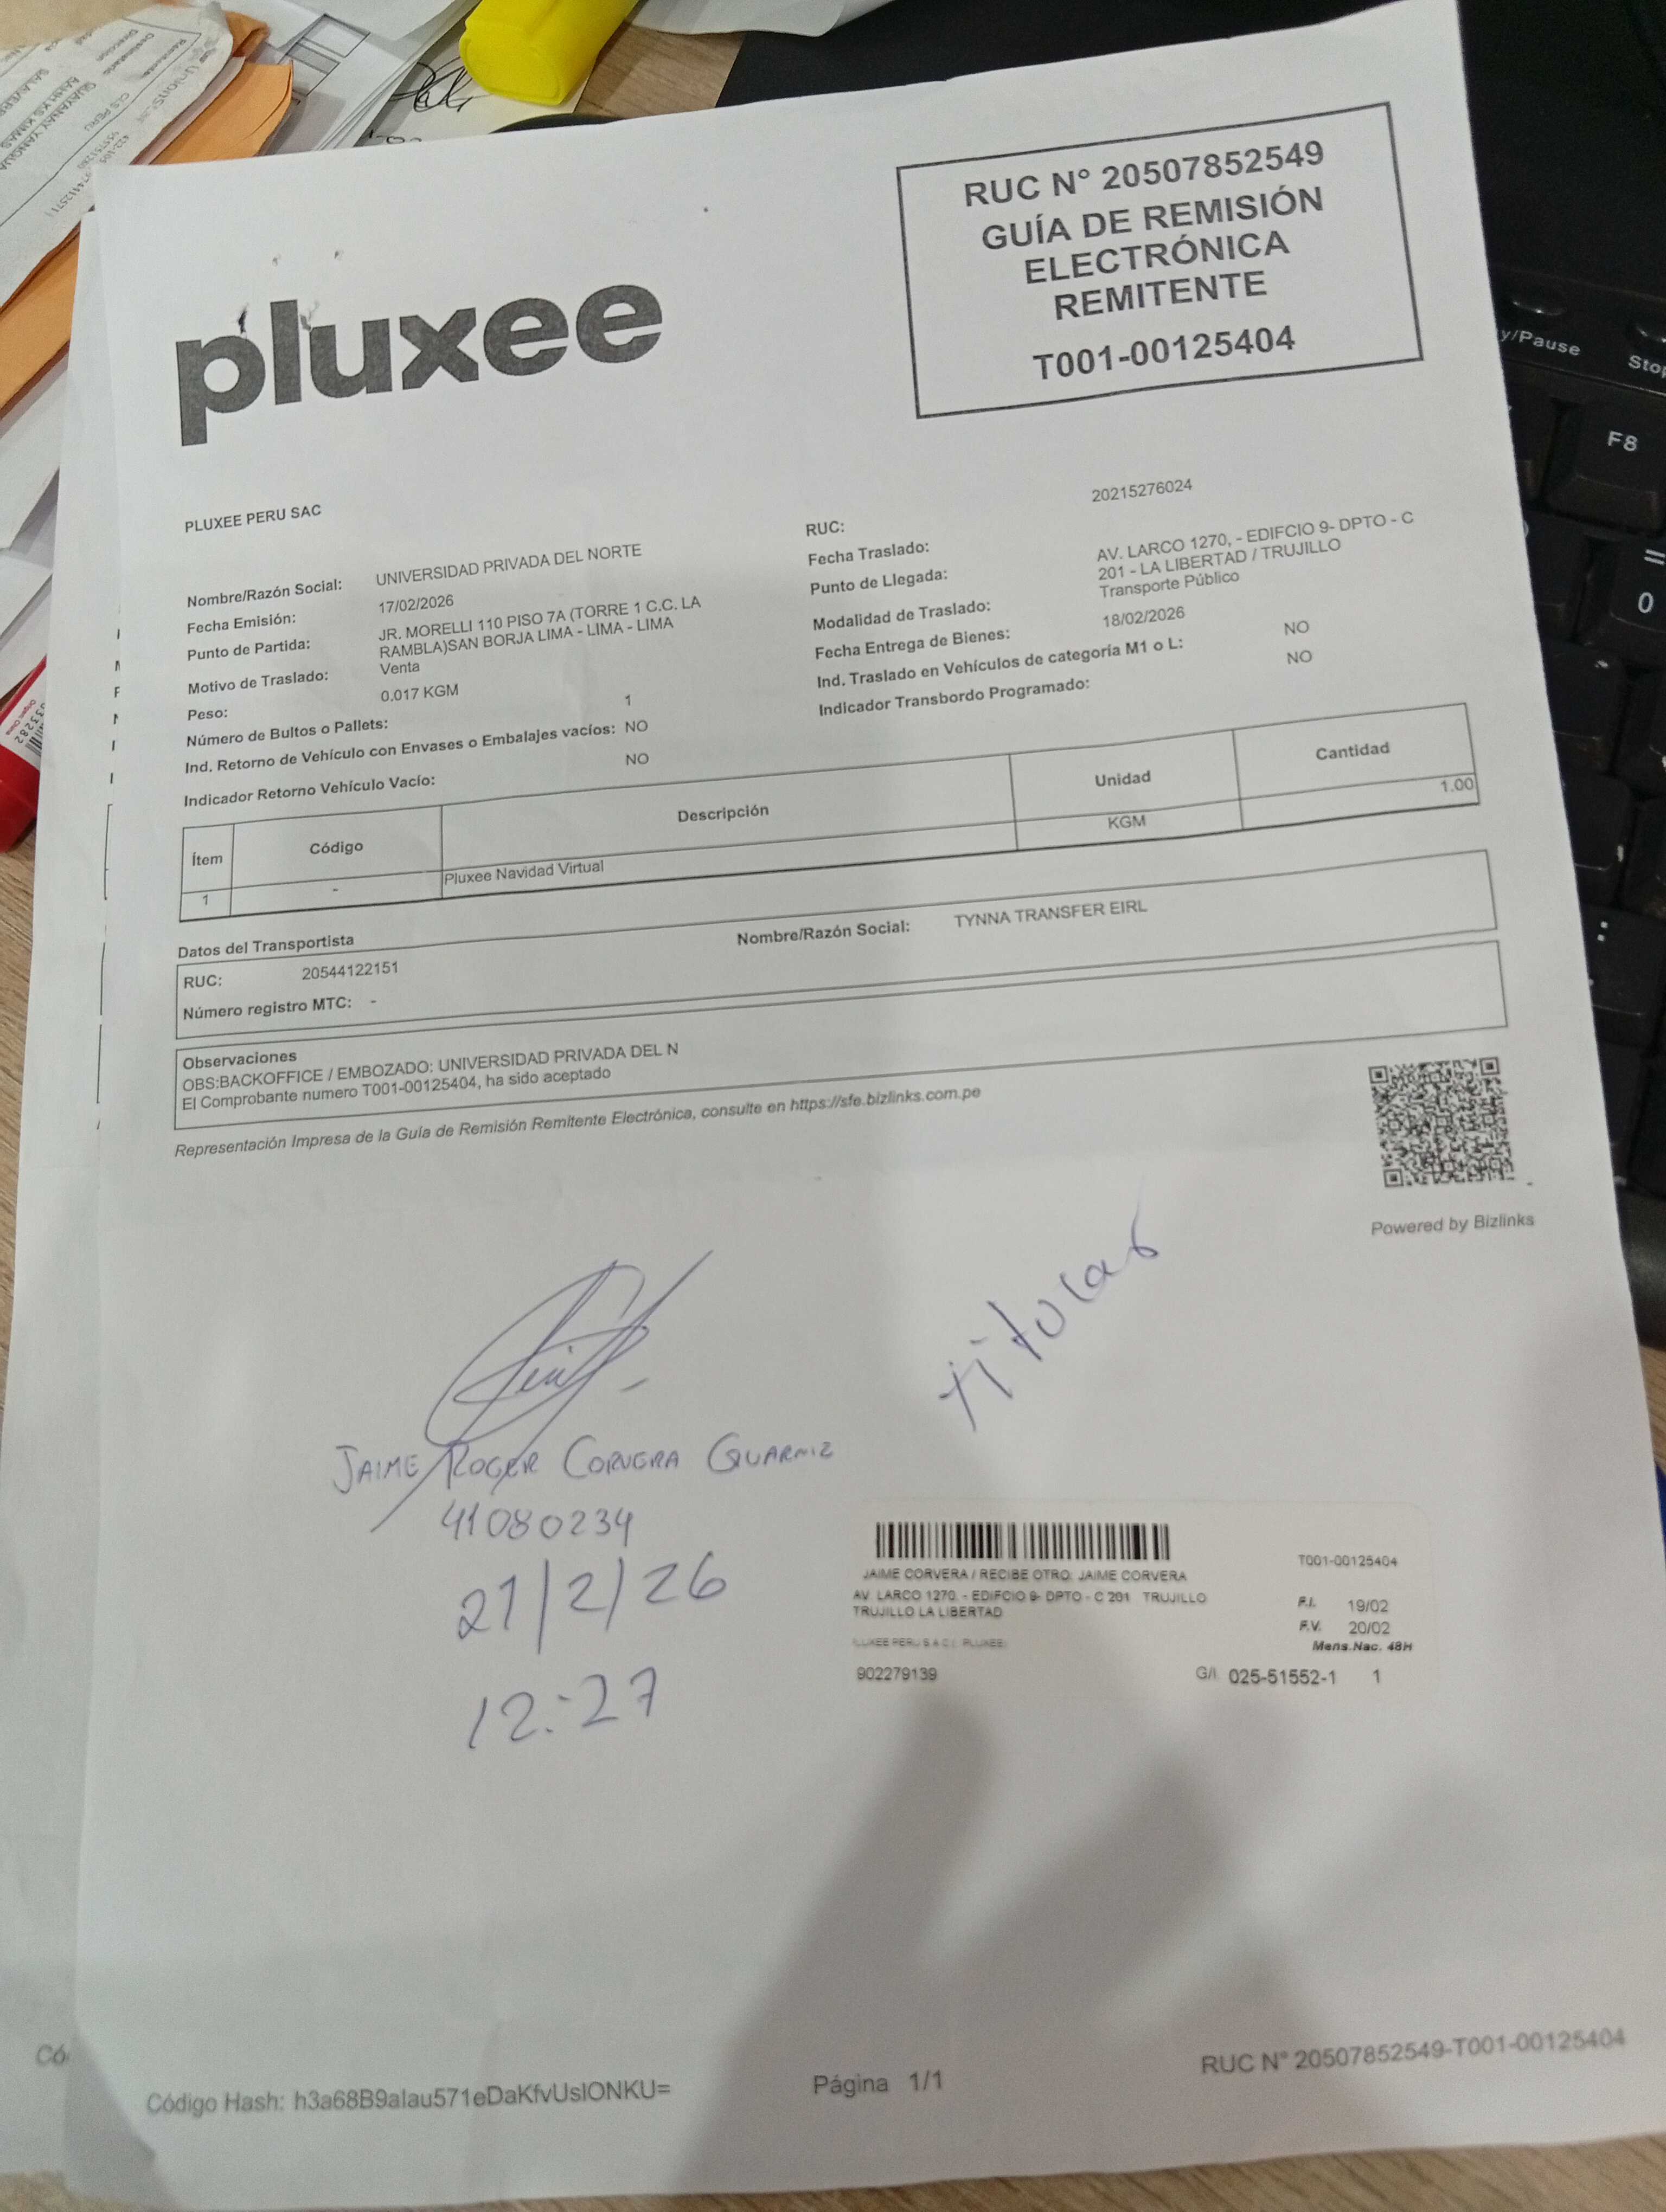 RUC N° 20507852549
GUÍA DE REMISIÓN
ELECTRÓNICA
REMITENTE
T001-00125404
pluxee
PLUXEE PERU SAC
Nombre/Razón Social: UNIVERSIDAD PRIVADA DEL NORTE
Fecha Emisión: 17/02/2026
Punto de Partida: JR. MORELLI 110 PISO 7A (TORRE 1 C.C. LA
RAMBLA)SAN BORJA LIMA - LIMA - LIMA
Motivo de Traslado: Venta
Peso: 0.017 KGM
Número de Bultos o Pallets: 1
Ind. Retorno de Vehículo con Envases o Embalajes vacíos: NO
Indicador Retorno Vehículo Vacío: NO
RUC: 20215276024
Fecha Traslado:
Punto de Llegada: AV. LARCO 1270, - EDIFCIO 9- DPTO - C
201 - LA LIBERTAD / TRUJILLO
Modalidad de Traslado: Transporte Público
Fecha Entrega de Bienes: 18/02/2026
Ind. Traslado en Vehículos de categoría M1 o L: NO
Indicador Transbordo Programado: NO
Ítem Código Descripción Unidad Cantidad
1 - Pluxee Navidad Virtual KGM 1.00
Datos del Transportista
RUC: 20544122151 Nombre/Razón Social: TYNNA TRANSFER EIRL
Número registro MTC: -
Observaciones
OBS:BACKOFFICE / EMBOZADO: UNIVERSIDAD PRIVADA DEL N
El Comprobante numero T001-00125404, ha sido aceptado
Representación Impresa de la Guía de Remisión Remitente Electrónica, consulte en https://sfe.bizlinks.com.pe
Powered by Bizlinks
titular
JAIME ROGER CORVERA GUARNIZ
41080234
21/2/26
12:27
T001-00125404
JAIME CORVERA / RECIBE OTRO: JAIME CORVERA
AV. LARCO 1270. - EDIFCIO 9- DPTO - C 201 TRUJILLO
TRUJILLO LA LIBERTAD
F.I. 19/02
F.V. 20/02
Mens.Nac. 48H
902279139 G/I. 025-51552-1 1
Código Hash: h3a68B9alau571eDaKfvUsIONKU=
Página 1/1
RUC N° 20507852549-T001-00125404
y/Pause
Stop
F8
0